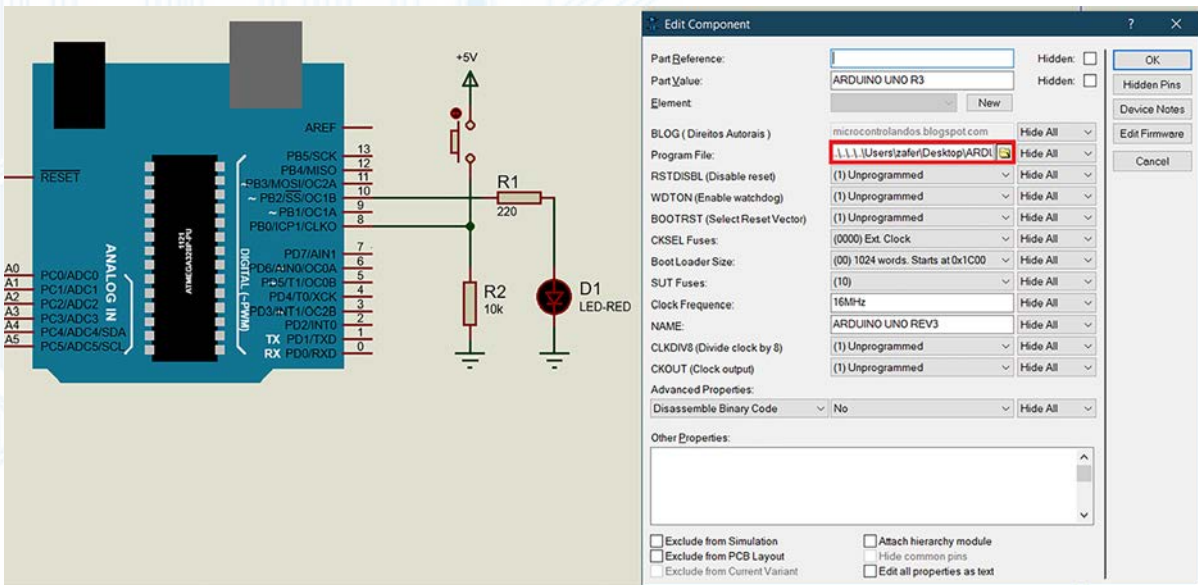 +5V
AREF
13
PB5/SCK
12
PB4/MISO
11
~PB3/MOSI/OC2A
10
~ PB2/SS/OC1B
9
~ PB1/OC1A
8
PB0/ICP1/CLKO
7
PD7/AIN1
6
~PD6/AIN0/OC0A
5
~PD5/T1/OC0B
4
PD4/T0/XCK
3
~PD3/INT1/OC2B
2
PD2/INT0
1
TX PD1/TXD
0
RX PD0/RXD
RESET
1121
ATMEGA328P-PU
ANALOG IN
DIGITAL (~PWM)
A0
PC0/ADC0
A1
PC1/ADC1
A2
PC2/ADC2
A3
PC3/ADC3
A4
PC4/ADC4/SDA
A5
PC5/ADC5/SCL
R1
220
R2
10k
D1
LED-RED
Edit Component
? X
Part Reference: Hidden:
Part Value: ARDUINO UNO R3 Hidden:
Element: New
BLOG ( Direitos Autorais ) microcontrolandos.blogspot.com Hide All
Program File: ..\..\..\..\Users\zafer\Desktop\ARDU Hide All
RSTDISBL (Disable reset) (1) Unprogrammed Hide All
WDTON (Enable watchdog) (1) Unprogrammed Hide All
BOOTRST (Select Reset Vector) (1) Unprogrammed Hide All
CKSEL Fuses: (0000) Ext. Clock Hide All
Boot Loader Size: (00) 1024 words. Starts at 0x1C00 Hide All
SUT Fuses: (10) Hide All
Clock Frequence: 16MHz Hide All
NAME: ARDUINO UNO REV3 Hide All
CLKDIV8 (Divide clock by 8) (1) Unprogrammed Hide All
CKOUT (Clock output) (1) Unprogrammed Hide All
Advanced Properties:
Disassemble Binary Code No Hide All
Other Properties:
Exclude from Simulation
Exclude from PCB Layout
Exclude from Current Variant
Attach hierarchy module
Hide common pins
Edit all properties as text
OK
Hidden Pins
Device Notes
Edit Firmware
Cancel